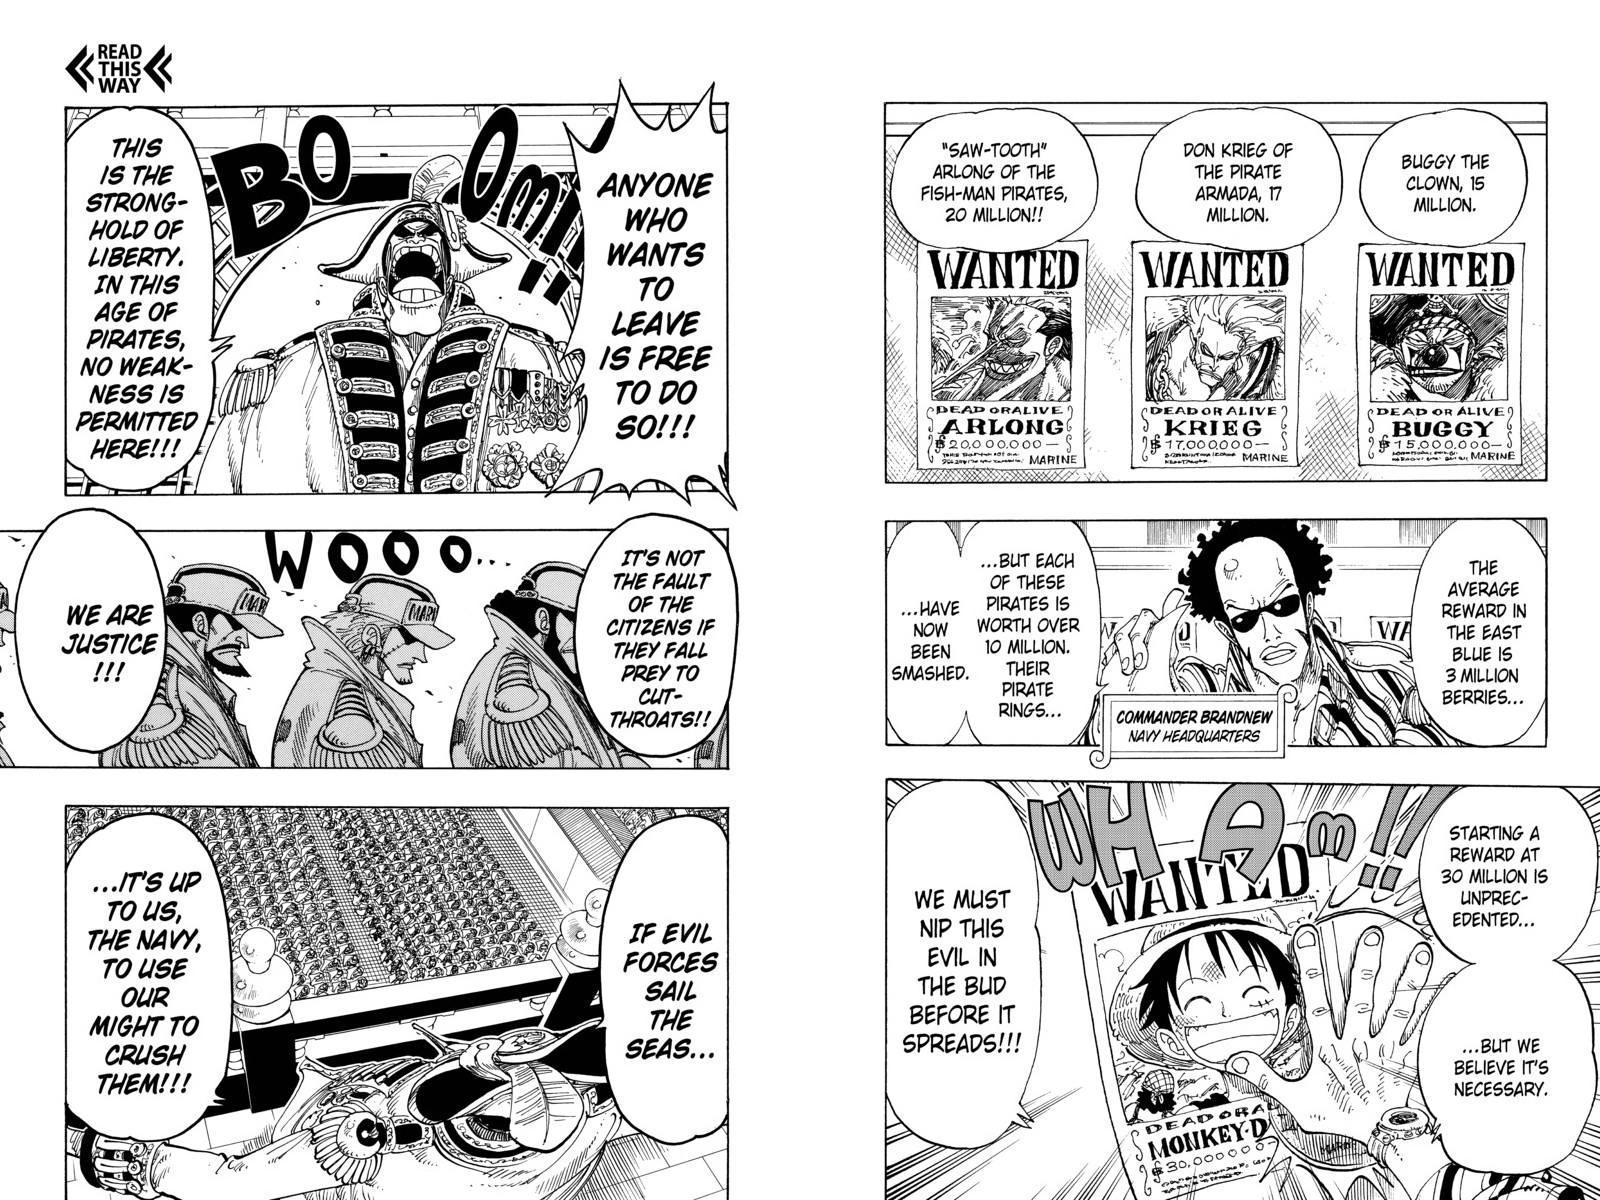 READ
THIS
WAY
BUGGY THE
CLOWN, 15
MILLION.
DON KRIEG
OF THE
PIRATE
ARMADA, 17
MILLION.
"SAW-TOOTH"
ARLONG OF THE
FISH-MAN PIRATES,
20 MILLION!!
WANTED
DEAD OR ALIVE
BUGGY
15,000,000—
MARINE
WANTED
DEAD OR ALIVE
KRIEG
17,000,000—
MARINE
WANTED
DEAD OR ALIVE
ARLONG
20,000,000—
MARINE
THE
AVERAGE
REWARD IN
THE EAST
BLUE IS
3 MILLION
BERRIES...
...BUT EACH
OF THESE
PIRATES IS
WORTH OVER
10 MILLION.
THEIR
PIRATE
RINGS...
...HAVE
NOW
BEEN
SMASHED.
COMMANDER BRANDNEW
NAVY HEADQUARTERS
STARTING A
REWARD AT
30 MILLION IS
UNPREC-
EDENTED...
...BUT WE
BELIEVE IT'S
NECESSARY.
WHAM!!
WANTED
DEAD OR AL
MONKEY·D
30,000,000
WE MUST
NIP THIS
EVIL IN
THE BUD
BEFORE IT
SPREADS!!!
ANYONE
WHO
WANTS
TO
LEAVE
IS FREE
TO DO
SO!!!
BOOM!!
THIS
IS THE
STRONG-
HOLD OF
LIBERTY.
IN THIS
AGE OF
PIRATES,
NO WEAK-
NESS IS
PERMITTED
HERE!!!
IT'S NOT
THE FAULT
OF THE
CITIZENS IF
THEY FALL
PREY TO
CUT-
THROATS!!
WOOO...
MARI
MARI
WE ARE
JUSTICE
!!!
IF EVIL
FORCES
SAIL
THE
SEAS...
...IT'S UP
TO US,
THE NAVY,
TO USE
OUR
MIGHT TO
CRUSH
THEM!!!